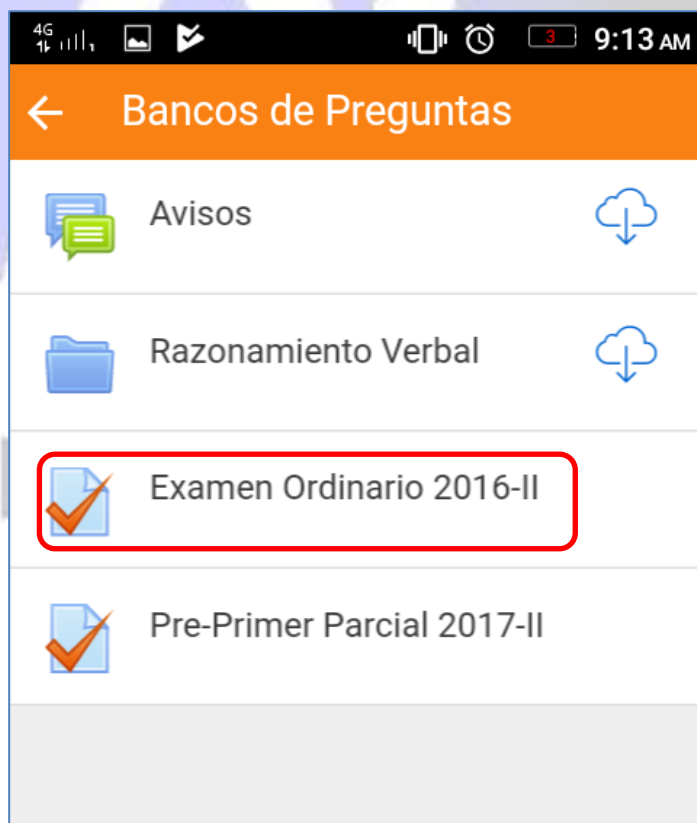 4G 3 9:13 AM
Bancos de Preguntas
Avisos
Razonamiento Verbal
Examen Ordinario 2016-II
Pre-Primer Parcial 2017-II